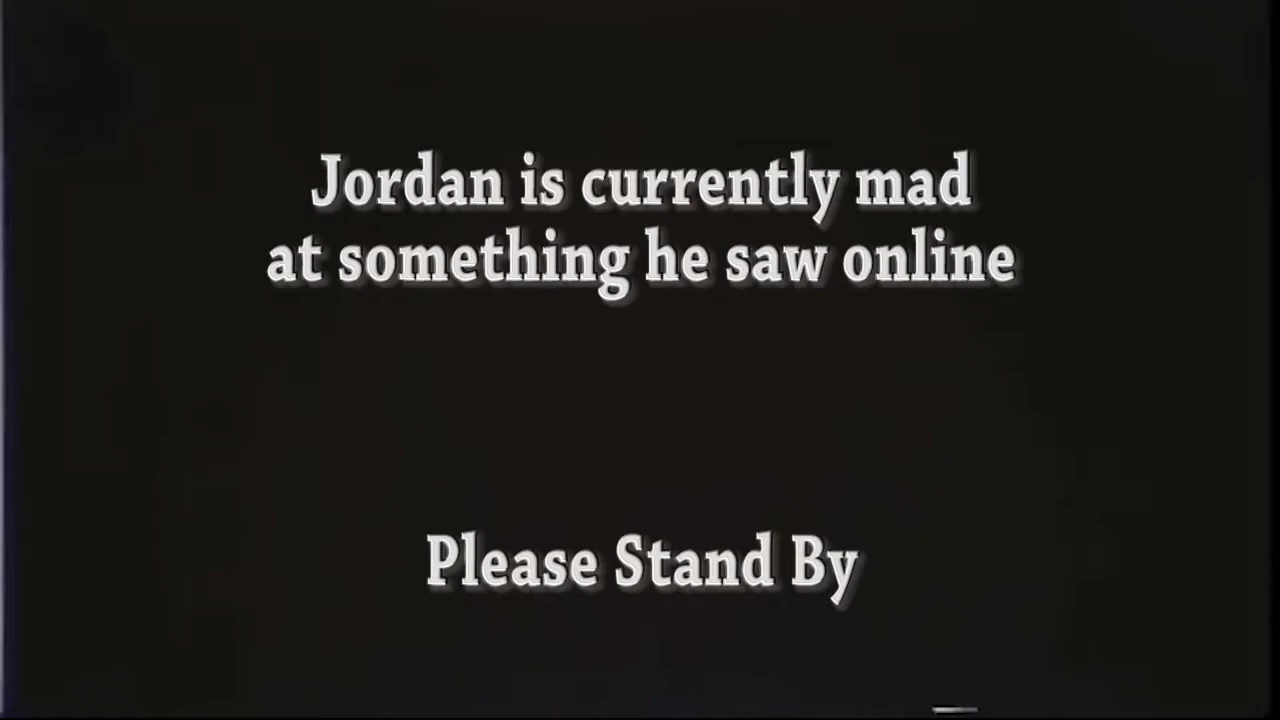 Jordan is currently mad
at something he saw online
Please Stand By